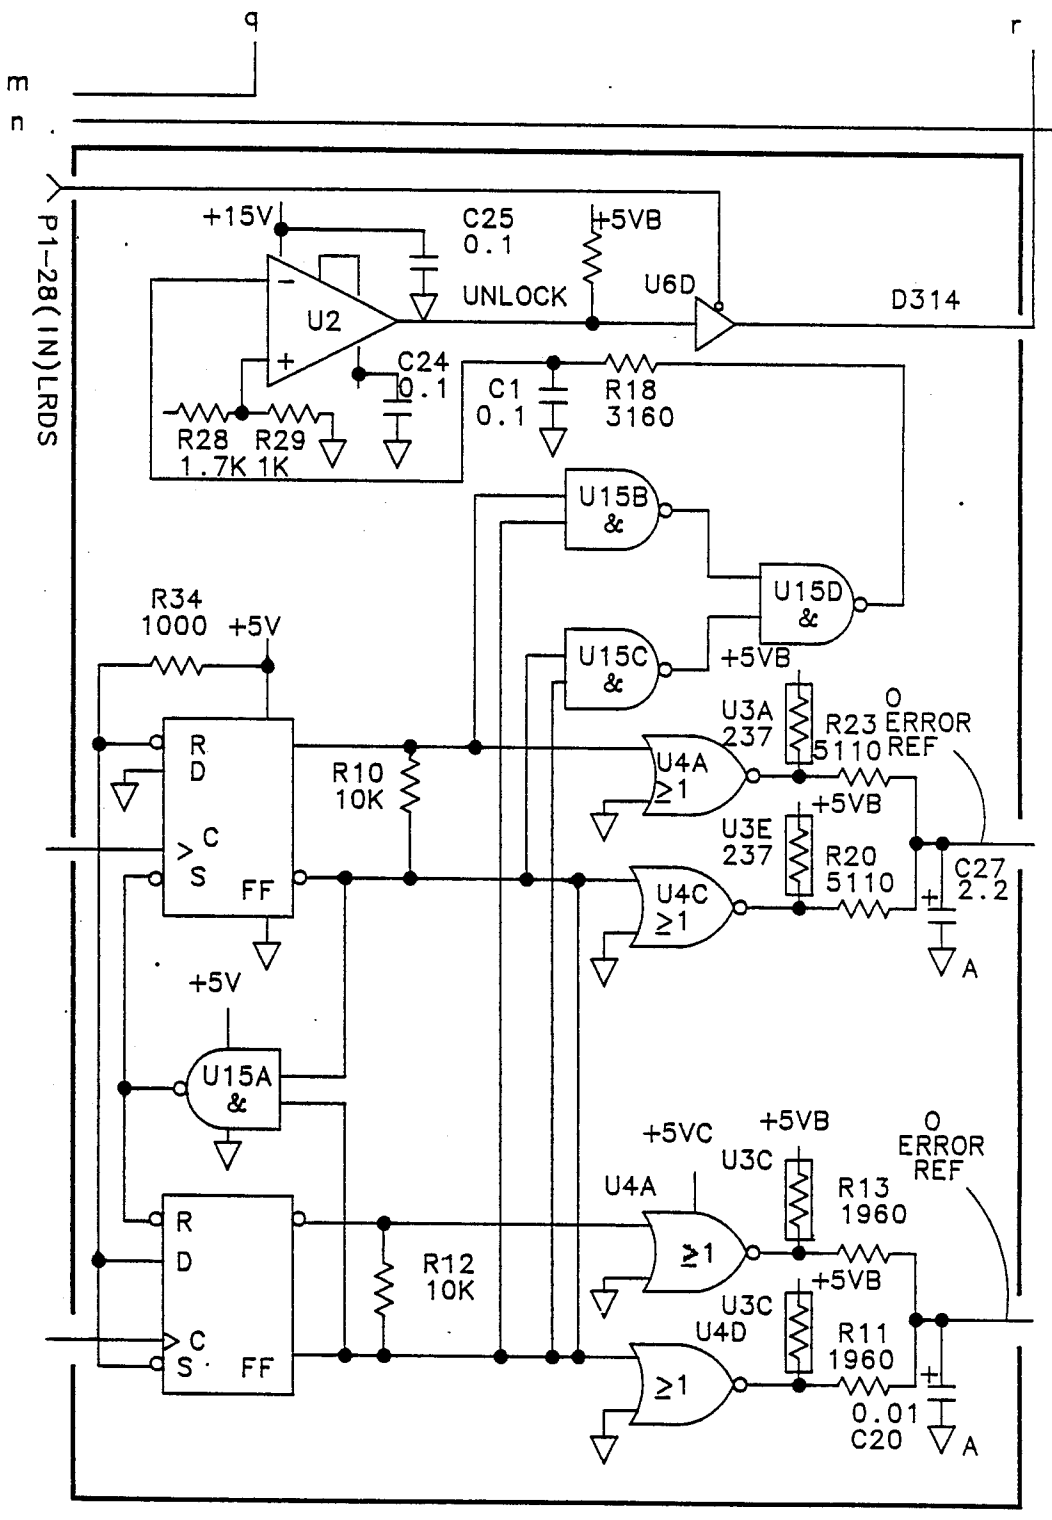 q
r
m
n
P1-28(IN)LRDS
+15V
C25
0.1
+5VB
UNLOCK
U6D
D314
−
U2
+
C24
0.1
C1
0.1
R18
3160
R28
1.7K
R29
1K
U15B
&
U15D
&
U15C
&
R34
1000
+5V
+5VB
U3A
237
R23
5110
O
ERROR
REF
R
D
C
S
FF
R10
10K
U4A
≥1
+5VB
U3E
237
R20
5110
C27
2.2
+
A
U4C
≥1
+5V
U15A
&
+5VC
+5VB
U3C
U4A
O
ERROR
REF
R13
1960
R
D
C
S
FF
R12
10K
≥1
+5VB
U3C
U4D
R11
1960
+
≥1
0.01
C20
A